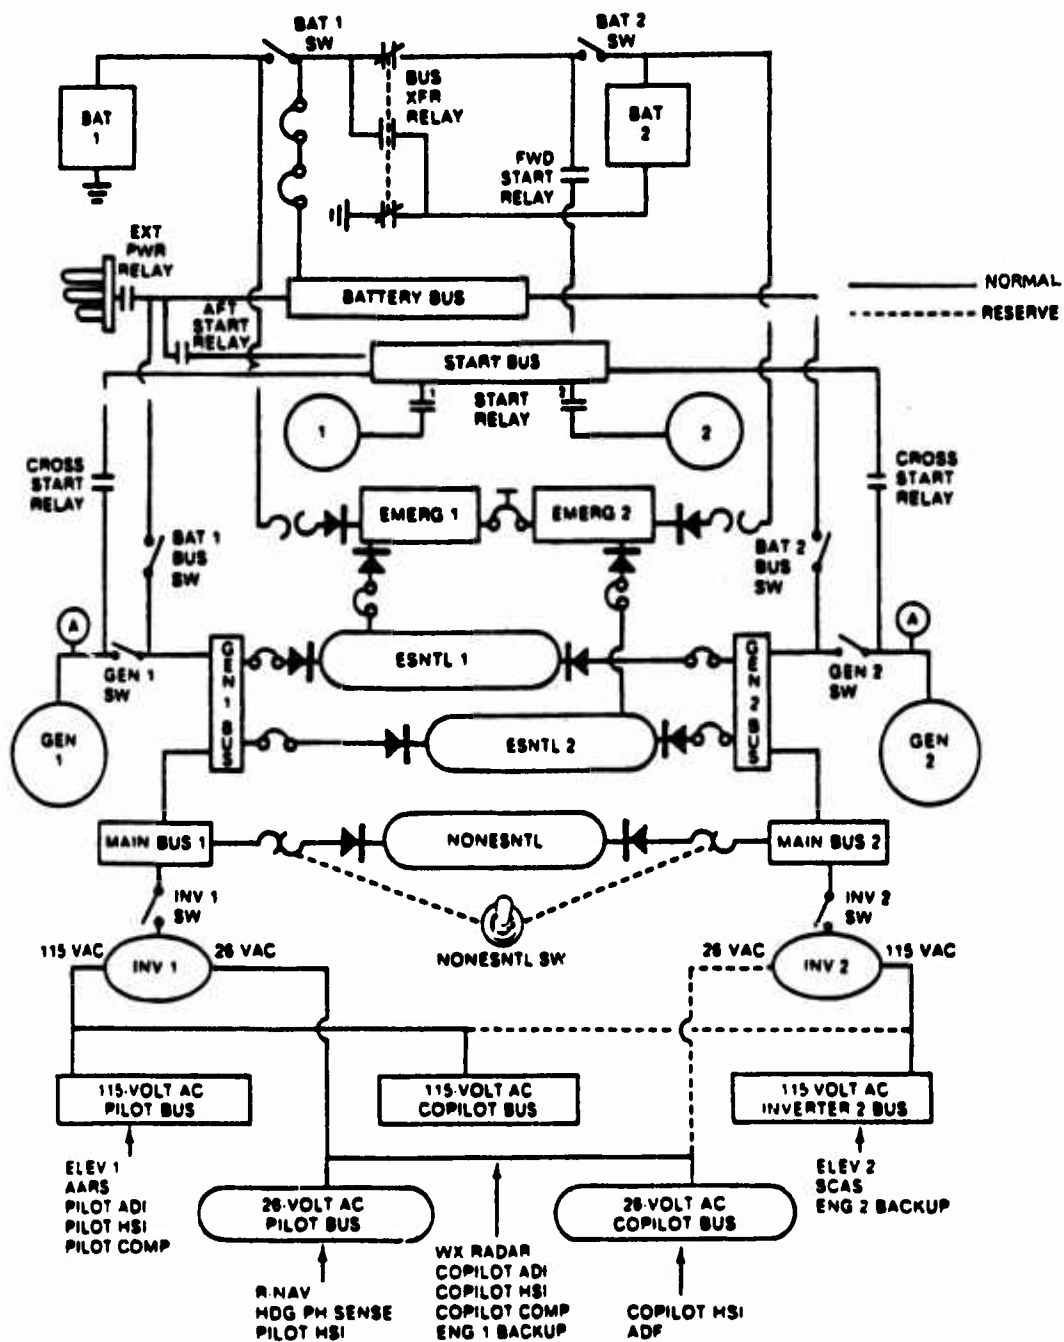 BAT 1
SW
BAT 2
SW
BAT
1
BUS
XFR
RELAY
BAT
2
FWD
START
RELAY
EXT
PWR
RELAY
BATTERY BUS
NORMAL
RESERVE
AFT
START
RELAY
START BUS
1
START
RELAY
2
1
2
CROSS
START
RELAY
CROSS
START
RELAY
EMERG 1
EMERG 2
BAT 1
BUS
SW
BAT 2
BUS
SW
A
A
GEN 1
SW
GEN 1 BUS
ESNTL 1
GEN 2 BUS
GEN 2
SW
GEN
1
ESNTL 2
GEN
2
MAIN BUS 1
NONESNTL
MAIN BUS 2
INV 1
SW
INV 2
SW
NONESNTL SW
115 VAC
INV 1
26 VAC
26 VAC
INV 2
115 VAC
115-VOLT AC
PILOT BUS
115-VOLT AC
COPILOT BUS
115 VOLT AC
INVERTER 2 BUS
ELEV 1
AARS
PILOT ADI
PILOT HSI
PILOT COMP
ELEV 2
SCAS
ENG 2 BACKUP
26-VOLT AC
PILOT BUS
26-VOLT AC
COPILOT BUS
R-NAV
HDG PH SENSE
PILOT HSI
WX RADAR
COPILOT ADI
COPILOT HSI
COPILOT COMP
ENG 1 BACKUP
COPILOT HSI
ADF